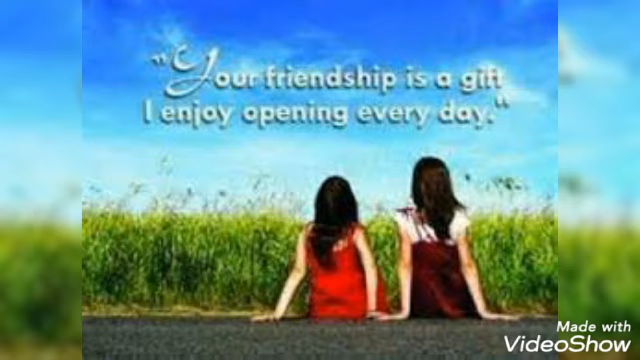 "Your friendship is a gift
I enjoy opening every day."
Made with
VideoShow